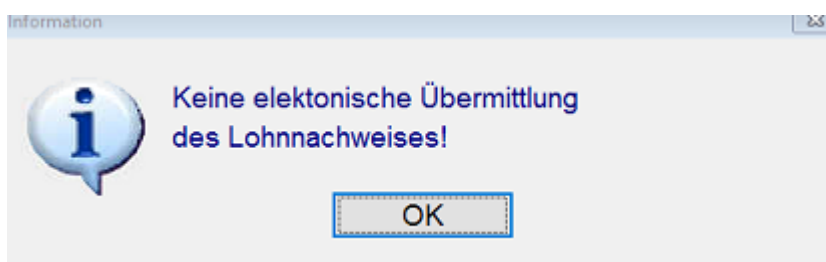 Information
Keine elektonische Übermittlung
des Lohnnachweises!
OK